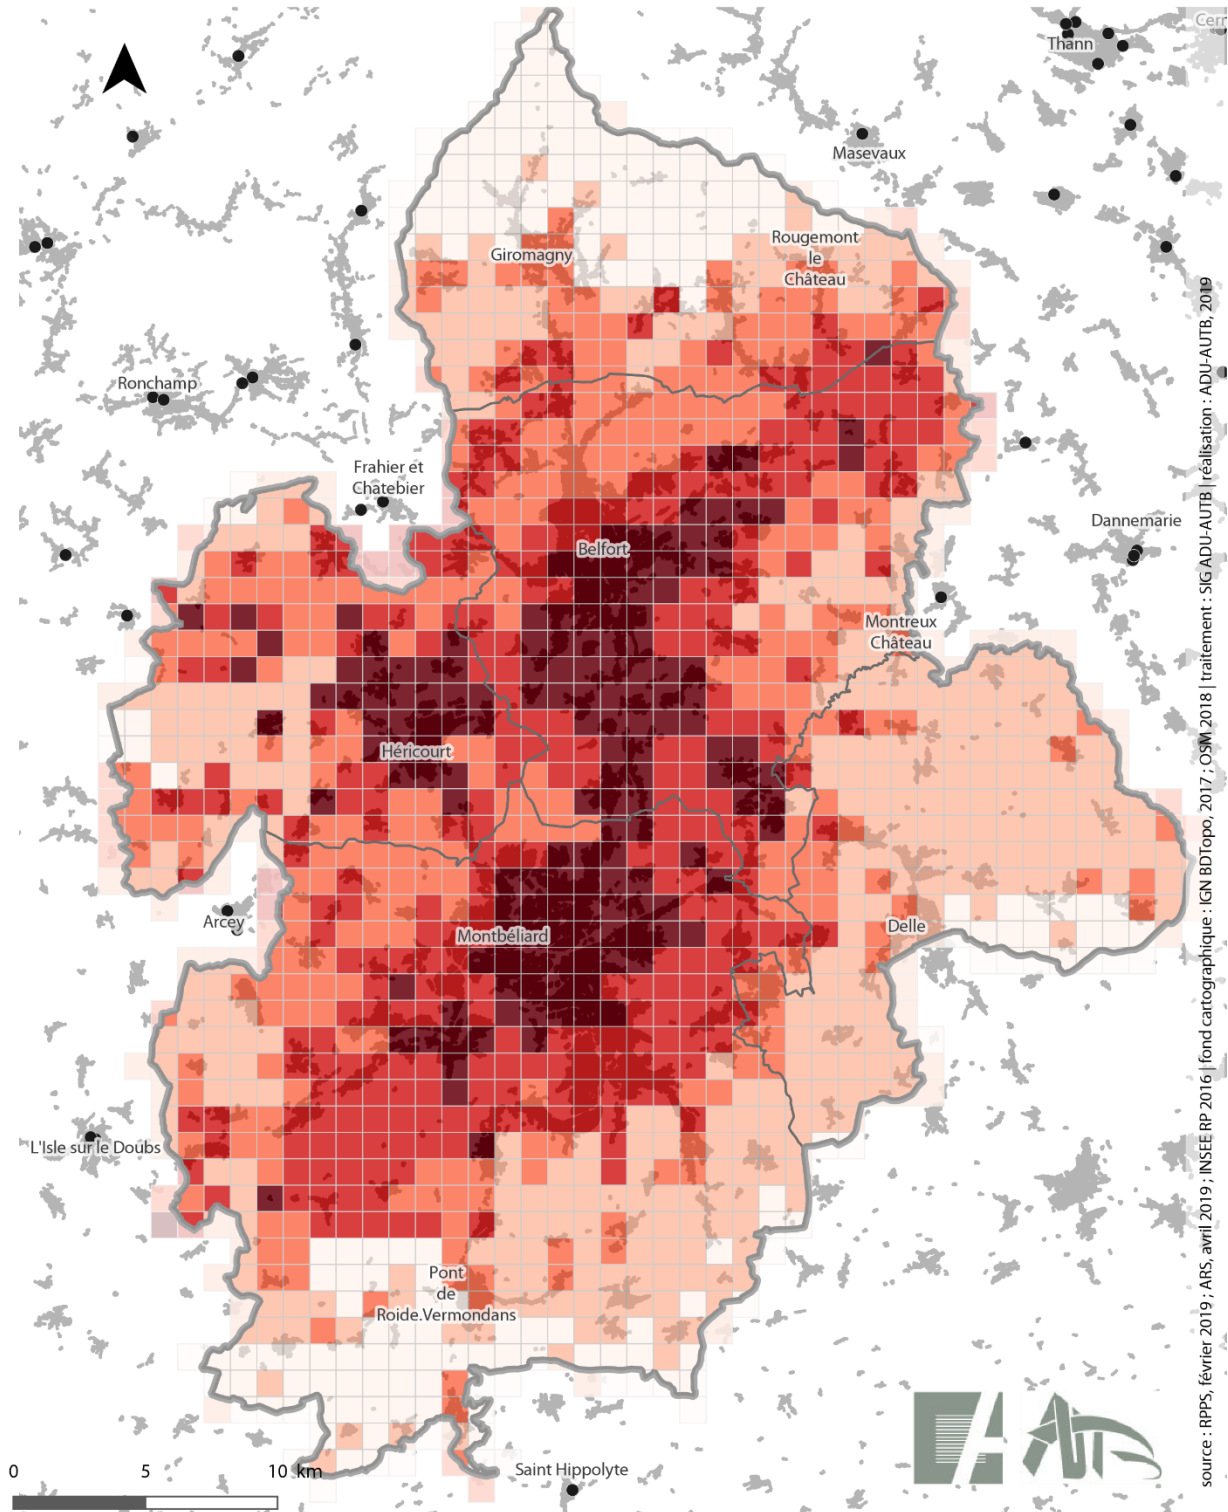 Cern
Thann
Masevaux
Rougemont
le
Château
Giromagny
Ronchamp
Frahier et
Chatebier
Dannemarie
Belfort
Montreux
Château
Héricourt
Arcey
Montbéliard
Delle
L'Isle sur le Doubs
Pont
de
Roide.Vermondans
Saint Hippolyte
0 5 10 km
source : RPPS, février 2019 ; ARS, avril 2019 ; INSEE RP 2016 | fond cartographique : IGN BDTopo, 2017 ; OSM 2018 | traitement : SIG ADU-AUTB | réalisation : ADU-AUTB, 2019